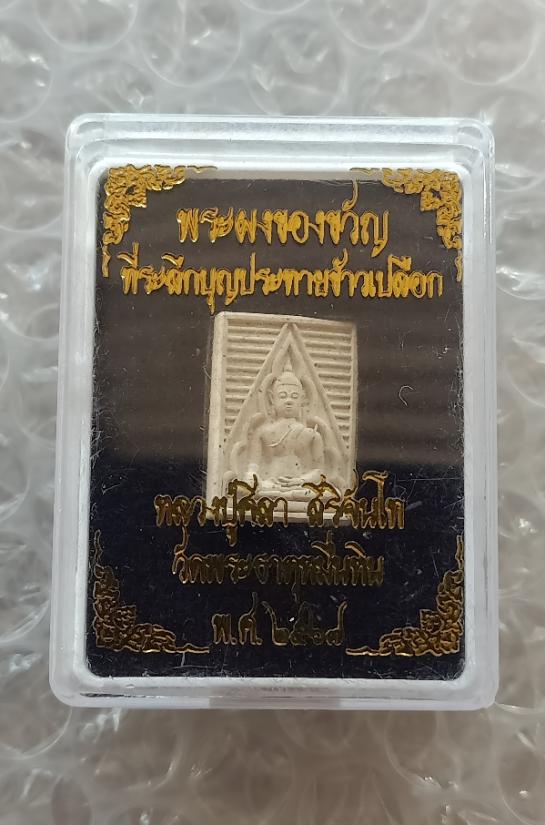 พระผงของขวัญ
ที่ระลึกบุญประทายข้าวเปลือก
หลวงปู่ศิลา สิริจันโท
วัดพระธาตุหมื่นหิน
พ.ศ. ๒๕๖๗